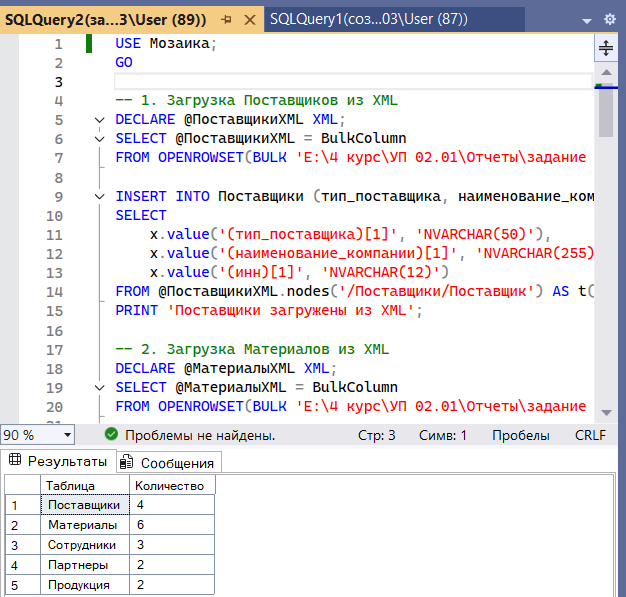 SQLQuery2(за...3\User (89))
SQLQuery1(соз...03\User (87))
1 USE Мозаика;
2 GO
3
4 -- 1. Загрузка Поставщиков из XML
5 DECLARE @ПоставщикиXML XML;
6 SELECT @ПоставщикиXML = BulkColumn
7 FROM OPENROWSET(BULK 'E:\4 курс\УП 02.01\Отчеты\задание
8
9 INSERT INTO Поставщики (тип_поставщика, наименование_ком
10 SELECT
11 x.value('(тип_поставщика)[1]', 'NVARCHAR(50)'),
12 x.value('(наименование_компании)[1]', 'NVARCHAR(255)
13 x.value('(инн)[1]', 'NVARCHAR(12)')
14 FROM @ПоставщикиXML.nodes('/Поставщики/Поставщик') AS t(
15 PRINT 'Поставщики загружены из XML';
16
17 -- 2. Загрузка Материалов из XML
18 DECLARE @МатериалыXML XML;
19 SELECT @МатериалыXML = BulkColumn
20 FROM OPENROWSET(BULK 'E:\4 курс\УП 02.01\Отчеты\задание
90 % Проблемы не найдены. Стр: 3 Симв: 1 Пробелы CRLF
Результаты Сообщения
Таблица Количество
1 Поставщики 4
2 Материалы 6
3 Сотрудники 3
4 Партнеры 2
5 Продукция 2